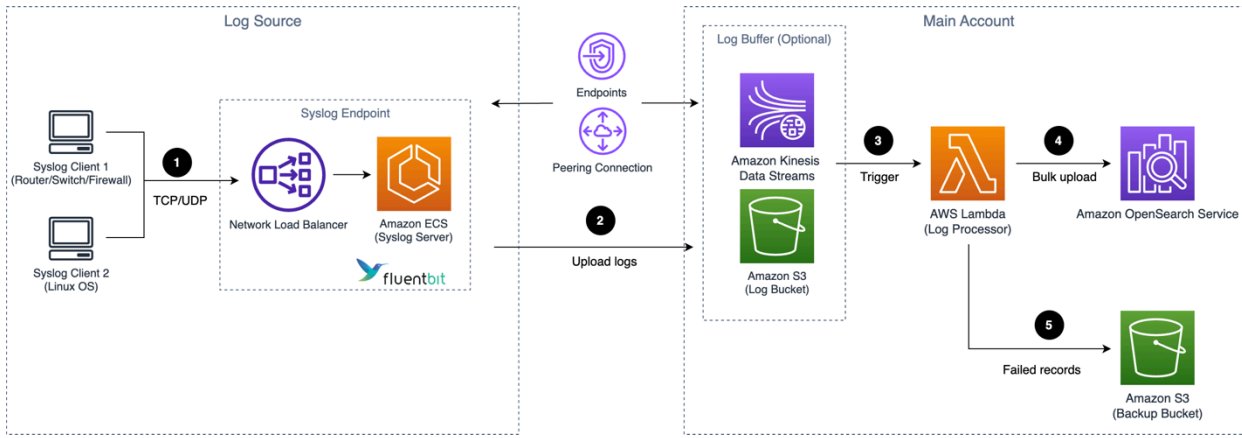 Log Source
Main Account
Log Buffer (Optional)
Endpoints
Syslog Endpoint
Peering Connection
Syslog Client 1
(Router/Switch/Firewall)
1
TCP/UDP
Network Load Balancer
Amazon ECS
(Syslog Server)
fluentbit
Syslog Client 2
(Linux OS)
2
Upload logs
Amazon Kinesis
Data Streams
Amazon S3
(Log Bucket)
3
Trigger
AWS Lambda
(Log Processor)
4
Bulk upload
Amazon OpenSearch Service
5
Failed records
Amazon S3
(Backup Bucket)